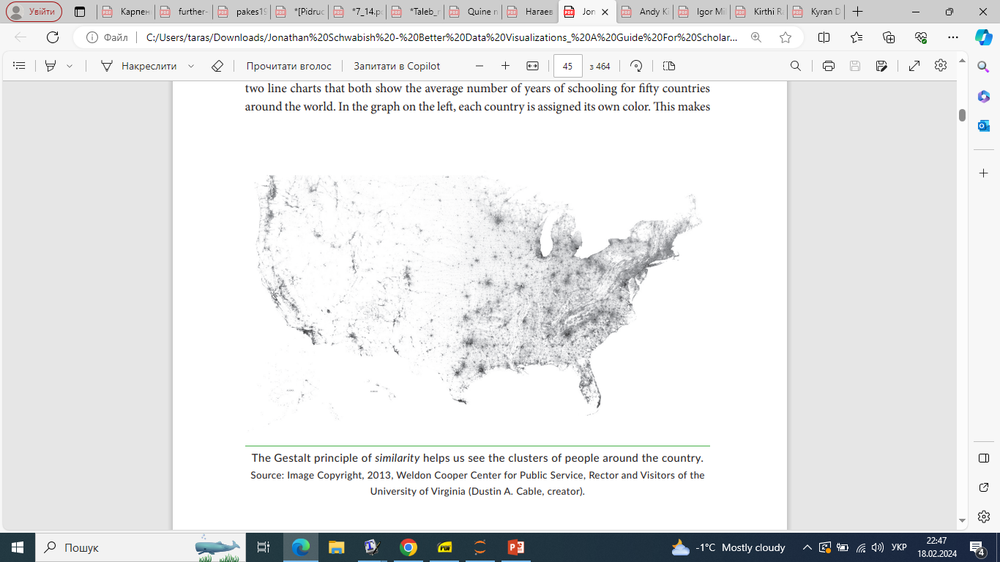 Увійти
Карпен
further-
pakes19
*[Pidruc
*7_14.p
*Taleb_r
Quine n
Нагаєв
Jon
Andy Ki
Igor Mi
Kirthi R
Kyran D
Файл
C:/Users/taras/Downloads/Jonathan%20Schwabish%20-%20Better%20Data%20Visualizations_%20A%20Guide%20For%20Scholar...
Накреслити
Прочитати вголос
Запитати в Copilot
45
з 464
two line charts that both show the average number of years of schooling for fifty countries
around the world. In the graph on the left, each country is assigned its own color. This makes
The Gestalt principle of similarity helps us see the clusters of people around the country.
Source: Image Copyright, 2013, Weldon Cooper Center for Public Service, Rector and Visitors of the
University of Virginia (Dustin A. Cable, creator).
Пошук
-1°C Mostly cloudy
УКР
22:47
18.02.2024
4